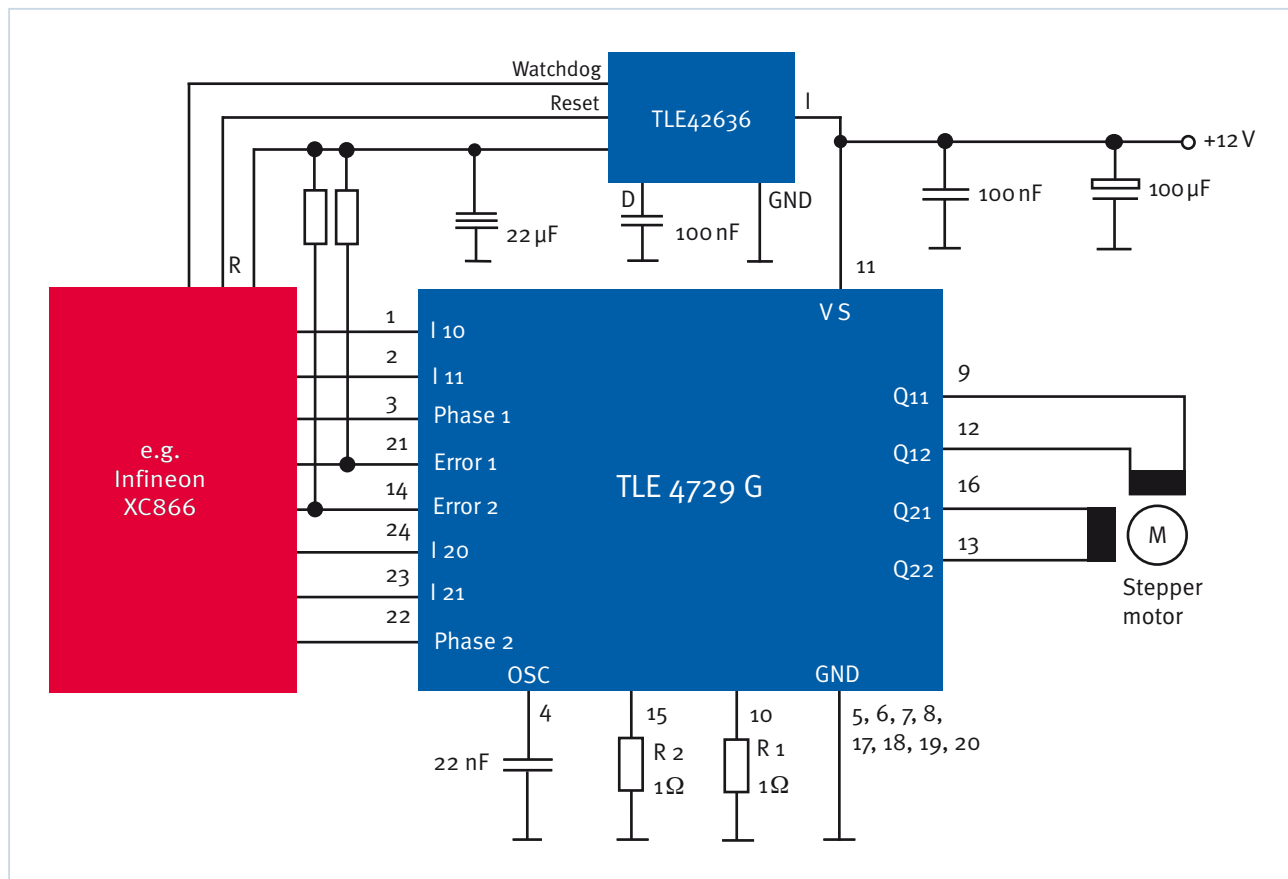 Watchdog
Reset
TLE42636
I
+12 V
D
GND
22 µF
100 nF
100 nF
100 µF
R
11
V S
1
I 10
2
I 11
3
Phase 1
21
Error 1
14
Error 2
24
I 20
23
I 21
22
Phase 2
e.g.
Infineon
XC866
TLE 4729 G
9
Q11
12
Q12
16
Q21
13
Q22
M
Stepper
motor
OSC
GND
4
15
10
5, 6, 7, 8,
17, 18, 19, 20
22 nF
R 2
1Ω
R 1
1Ω